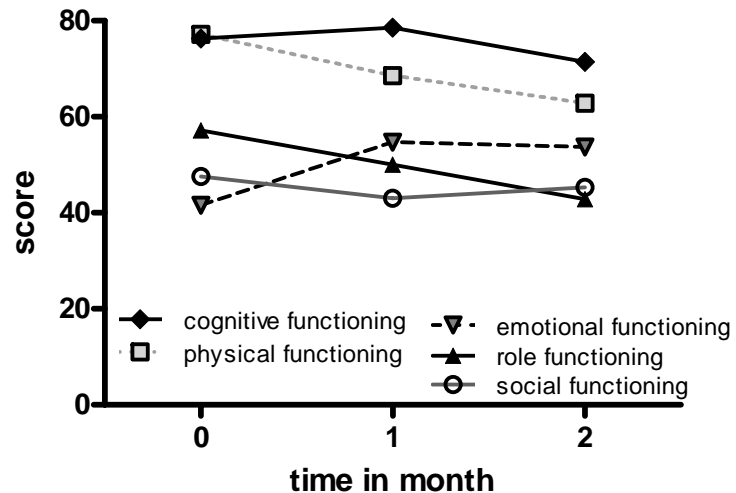 80
60
40
20
0
score
cognitive functioning
physical functioning
emotional functioning
role functioning
social functioning
0 1 2
time in month